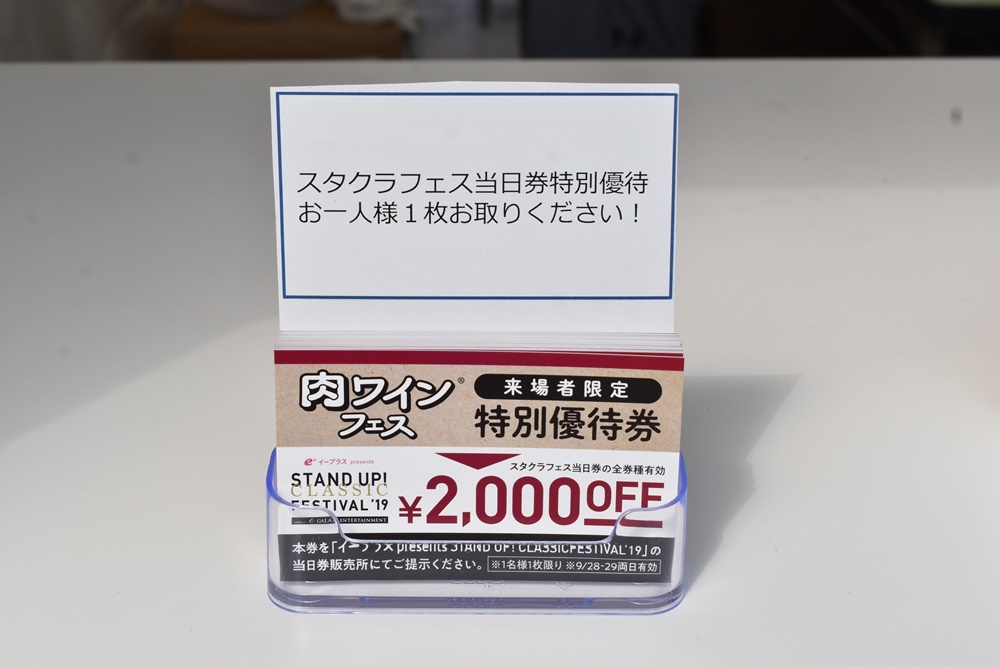 スタクラフェス当日券特別優待
お一人様１枚お取りください！
肉ワイン®
フェス
来場者限定
特別優待券
e+ イープラス presents
STAND UP!
CLASSIC
FESTIVAL '19
スタクラフェス当日券の全券種有効
¥2,000OFF
本券を「イープラス presents STAND UP! CLASSICFESTIVAL'19」の
当日券販売所にてご提示ください。 ※1名様1枚限り ※9/28-29両日有効